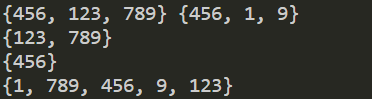 {456, 123, 789} {456, 1, 9}
{123, 789}
{456}
{1, 789, 456, 9, 123}